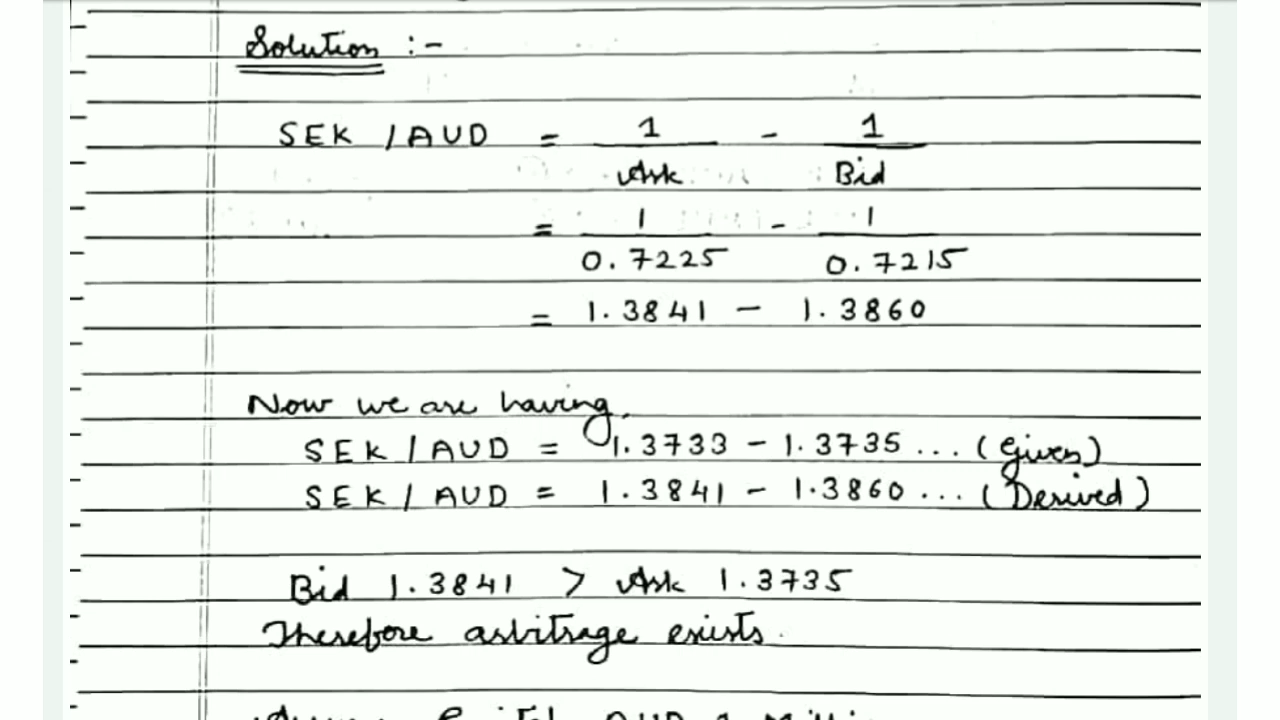 Solution :-
SEK / AUD = 1 - 1
Ask Bid
= 1 - 1
0.7225 0.7215
= 1.3841 - 1.3860
Now we are having,
SEK / AUD = 1.3733 - 1.3735 ... (Given)
SEK / AUD = 1.3841 - 1.3860 ... (Derived)
Bid 1.3841 > Ask 1.3735
Therefore arbitrage exists.